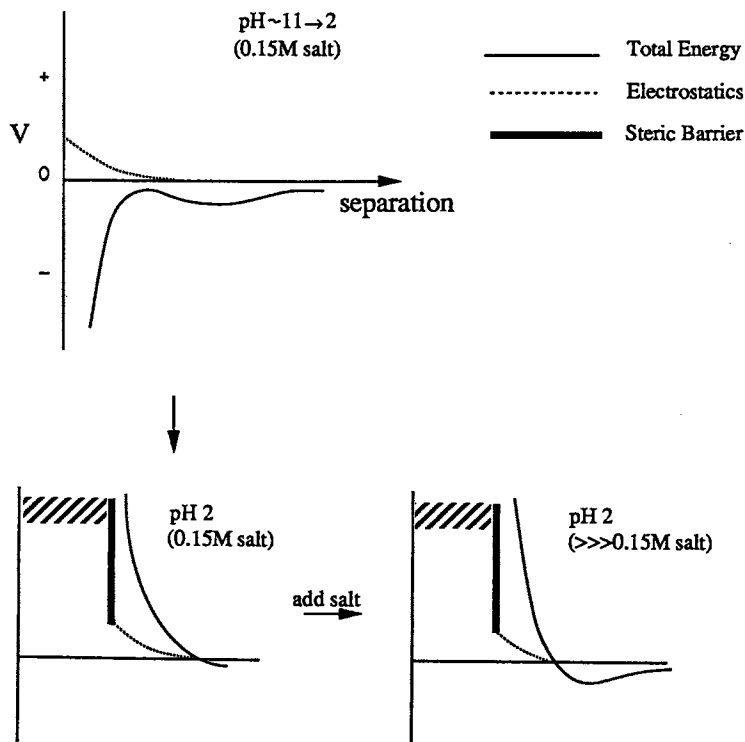 pH~11→2
(0.15M salt)
Total Energy
Electrostatics
Steric Barrier
+
V
0
separation
−
pH 2
(0.15M salt)
add salt
pH 2
(>>>0.15M salt)